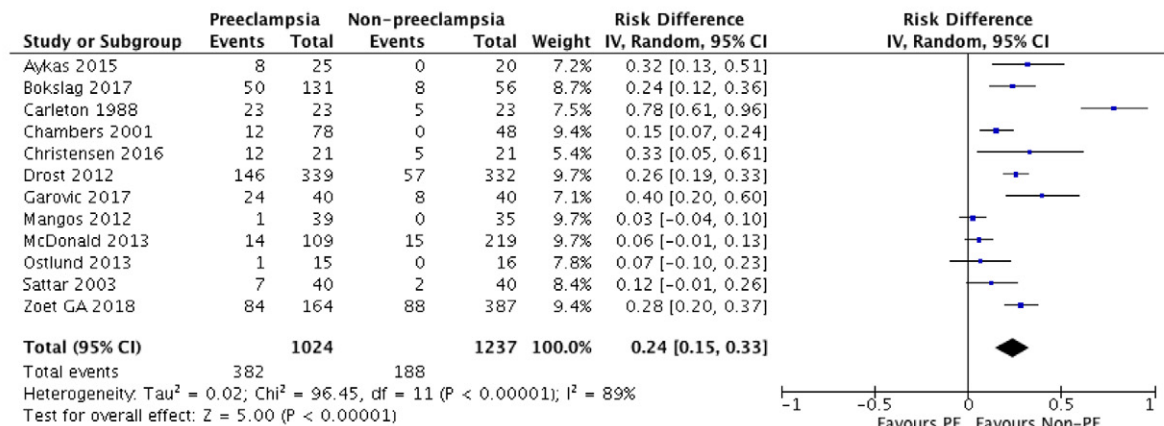 Preeclampsia Non-preeclampsia Risk Difference Risk Difference
Study or Subgroup Events Total Events Total Weight IV, Random, 95% CI IV, Random, 95% CI
Aykas 2015 8 25 0 20 7.2% 0.32 [0.13, 0.51]
Bokslag 2017 50 131 8 56 8.7% 0.24 [0.12, 0.36]
Carleton 1988 23 23 5 23 7.5% 0.78 [0.61, 0.96]
Chambers 2001 12 78 0 48 9.4% 0.15 [0.07, 0.24]
Christensen 2016 12 21 5 21 5.4% 0.33 [0.05, 0.61]
Drost 2012 146 339 57 332 9.7% 0.26 [0.19, 0.33]
Garovic 2017 24 40 8 40 7.1% 0.40 [0.20, 0.60]
Mangos 2012 1 39 0 35 9.7% 0.03 [-0.04, 0.10]
McDonald 2013 14 109 15 219 9.7% 0.06 [-0.01, 0.13]
Ostlund 2013 1 15 0 16 7.8% 0.07 [-0.10, 0.23]
Sattar 2003 7 40 2 40 8.4% 0.12 [-0.01, 0.26]
Zoet GA 2018 84 164 88 387 9.4% 0.28 [0.20, 0.37]
Total (95% CI) 1024 1237 100.0% 0.24 [0.15, 0.33]
Total events 382 188
Heterogeneity: Tau² = 0.02; Chi² = 96.45, df = 11 (P < 0.00001); I² = 89%
Test for overall effect: Z = 5.00 (P < 0.00001)
-1 -0.5 0 0.5 1
Favours PE Favours Non-PE